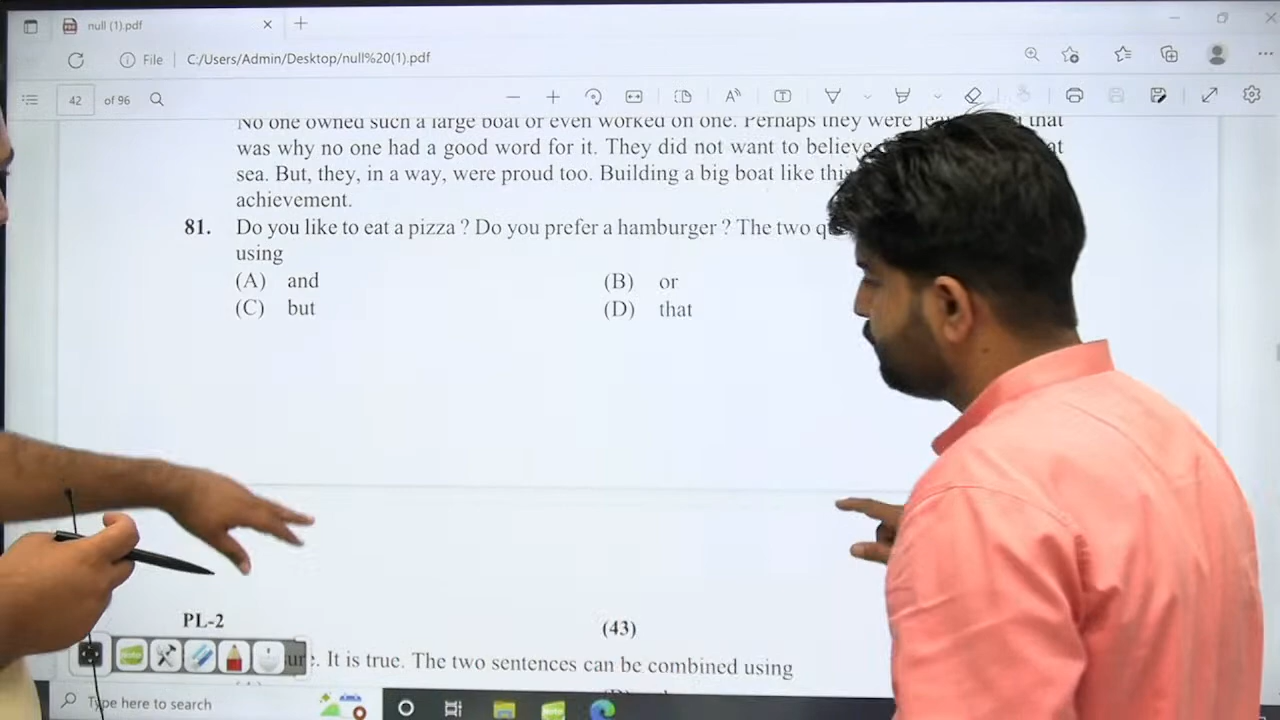 null (1).pdf
File C:/Users/Admin/Desktop/null%20(1).pdf
42 of 96
No one owned such a large boat or even worked on one. Perhaps they were that
was why no one had a good word for it. They did not want to believe
sea. But, they, in a way, were proud too. Building a big boat like this
achievement.
81. Do you like to eat a pizza ? Do you prefer a hamburger ? The two
using
(A) and (B) or
(C) but (D) that
PL-2
(43)
It is true. The two sentences can be combined using
Type here to search